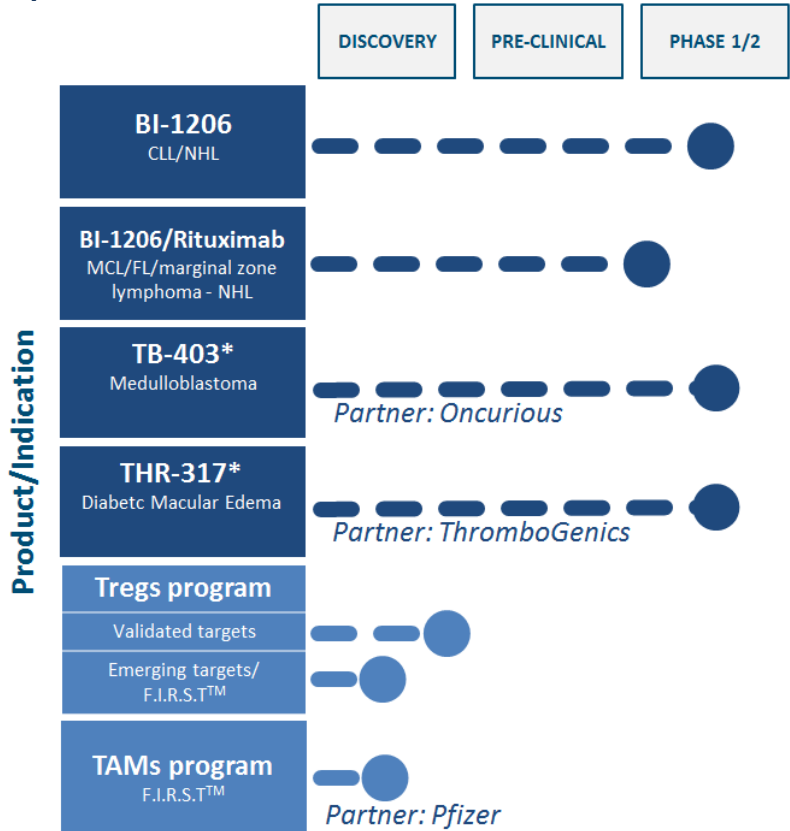 DISCOVERY
PRE-CLINICAL
PHASE 1/2
Product/Indication
BI-1206
CLL/NHL
BI-1206/Rituximab
MCL/FL/marginal zone
lymphoma - NHL
TB-403*
Medulloblastoma
Partner: Oncurious
THR-317*
Diabetc Macular Edema
Partner: ThromboGenics
Tregs program
Validated targets
Emerging targets/
F.I.R.S.T™
TAMs program
F.I.R.S.T™
Partner: Pfizer